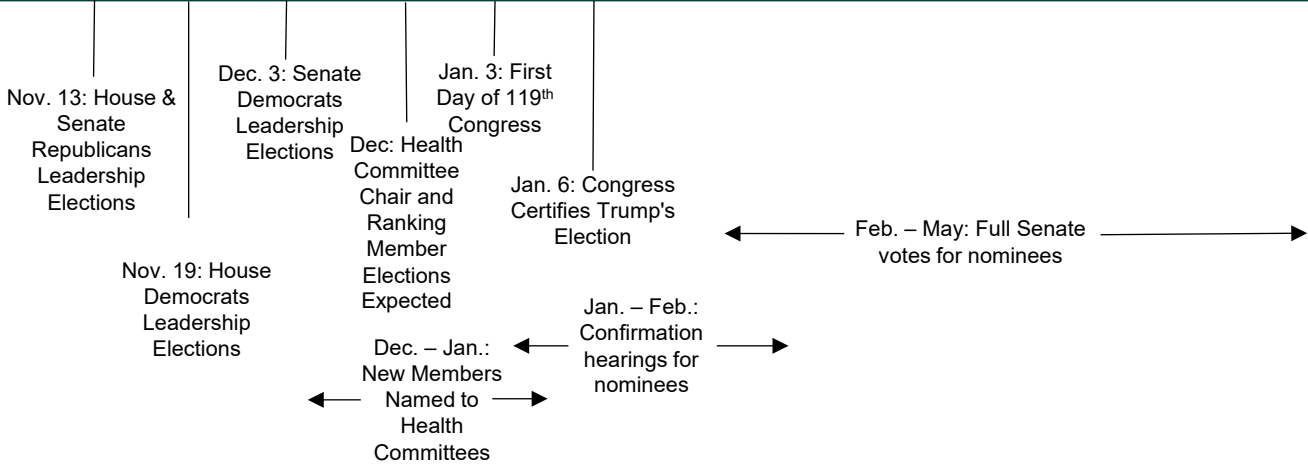 Nov. 13: House &
Senate
Republicans
Leadership
Elections
Nov. 19: House
Democrats
Leadership
Elections
Dec. 3: Senate
Democrats
Leadership
Elections
Dec: Health
Committee
Chair and
Ranking
Member
Elections
Expected
Dec. – Jan.:
New Members
Named to
Health
Committees
Jan. 3: First
Day of 119th
Congress
Jan. 6: Congress
Certifies Trump's
Election
Jan. – Feb.:
Confirmation
hearings for
nominees
Feb. – May: Full Senate
votes for nominees